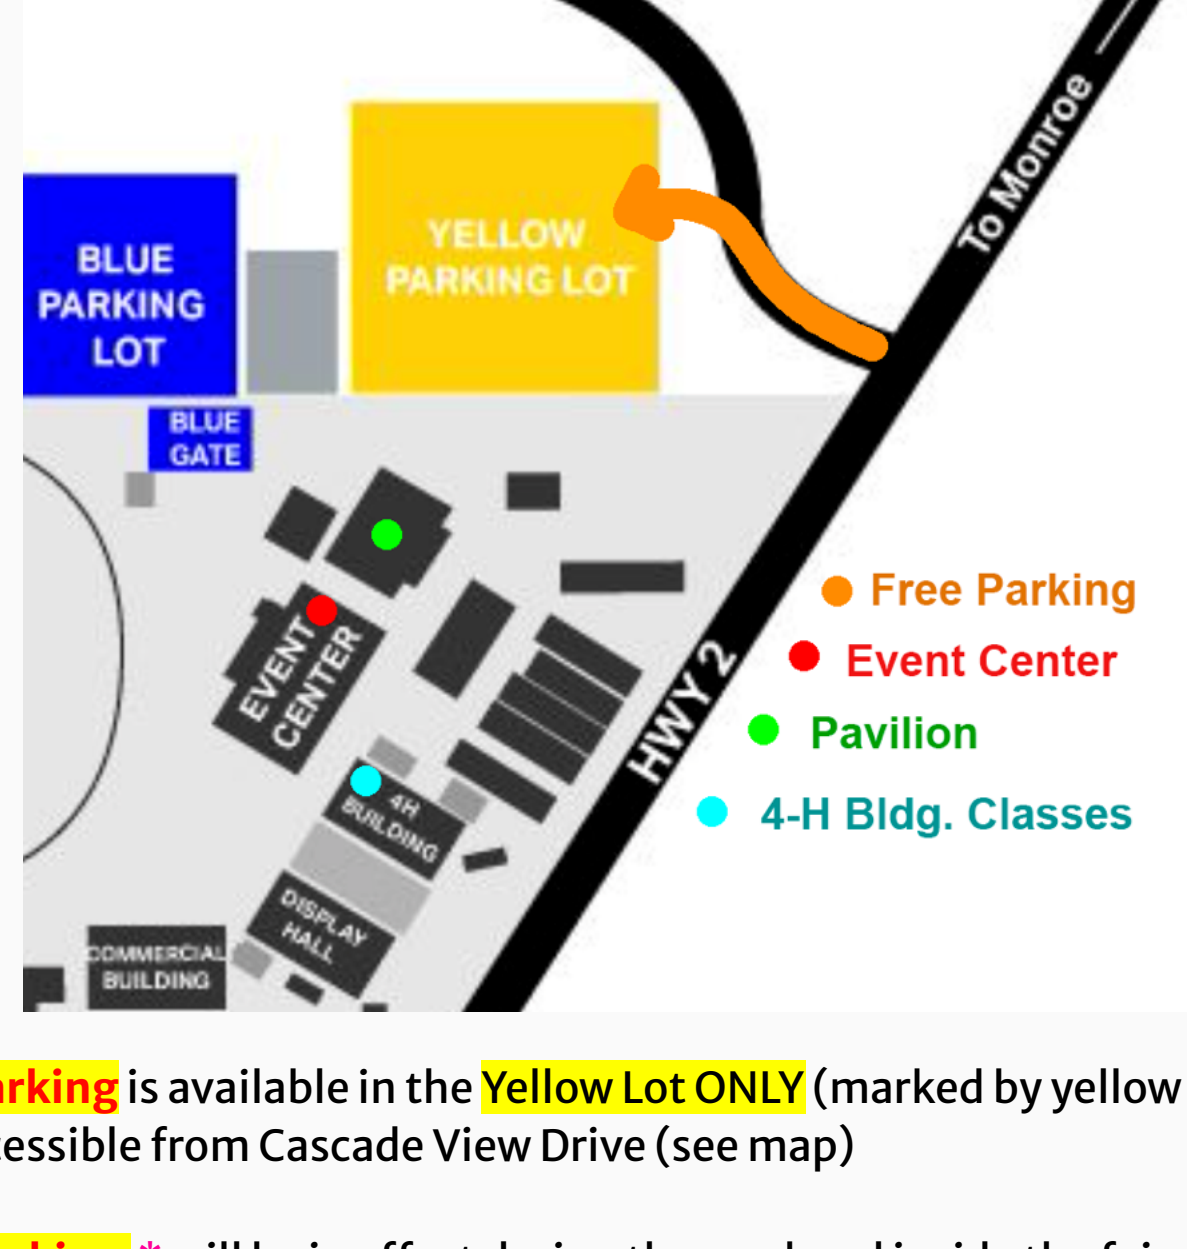 To Monroe
YELLOW
PARKING LOT
BLUE
PARKING
LOT
BLUE
GATE
Free Parking
EVENT
CENTER
HWY 2
Event Center
Pavilion
4H
BUILDING
4-H Bldg. Classes
DISPLAY
HALL
COMMERCIAL
BUILDING
is available in the Yellow Lot ONLY (marked by yellow
from Cascade View Drive (see map)